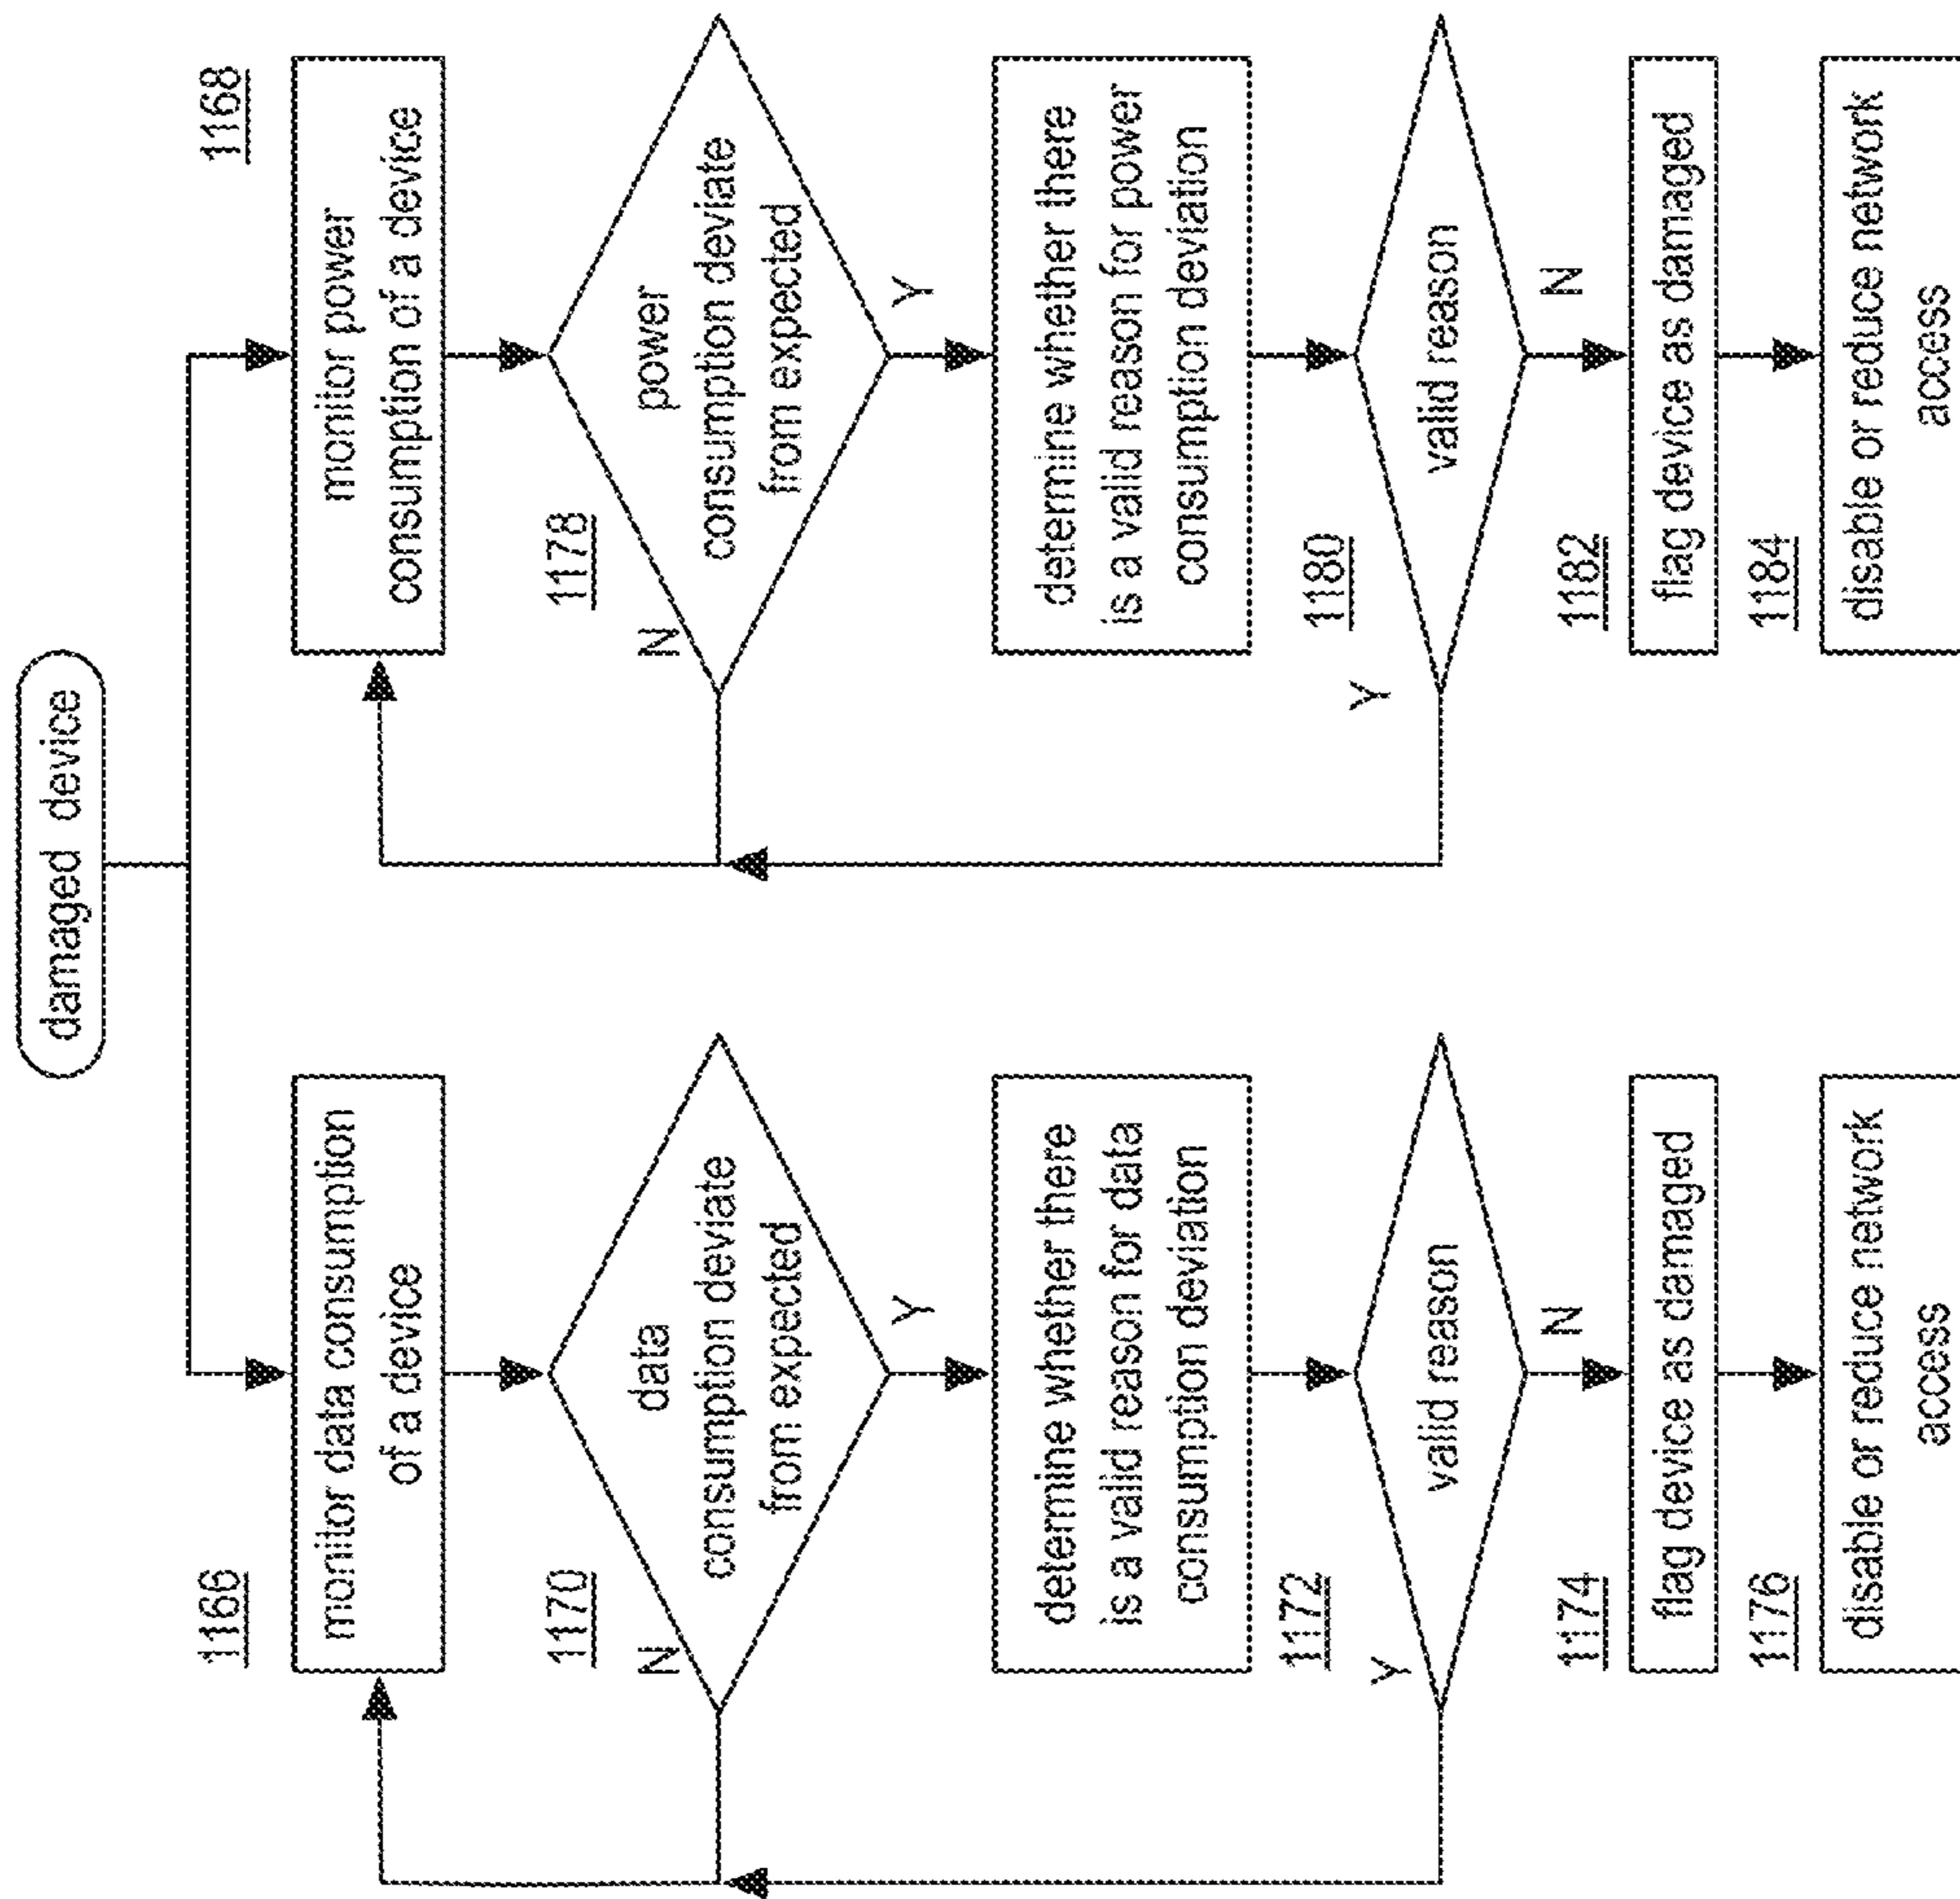 damaged device
1166
monitor data consumption
of a device
1170
data
consumption deviate
from expected
N
Y
determine whether there
is a valid reason for data
consumption deviation
1172
valid reason
Y
N
1174
flag device as damaged
1176
disable or reduce network
access
1168
monitor power
consumption of a device
1178
power
consumption deviate
from expected
N
Y
determine whether there
is a valid reason for power
consumption deviation
1180
valid reason
Y
N
1182
flag device as damaged
1184
disable or reduce network
access